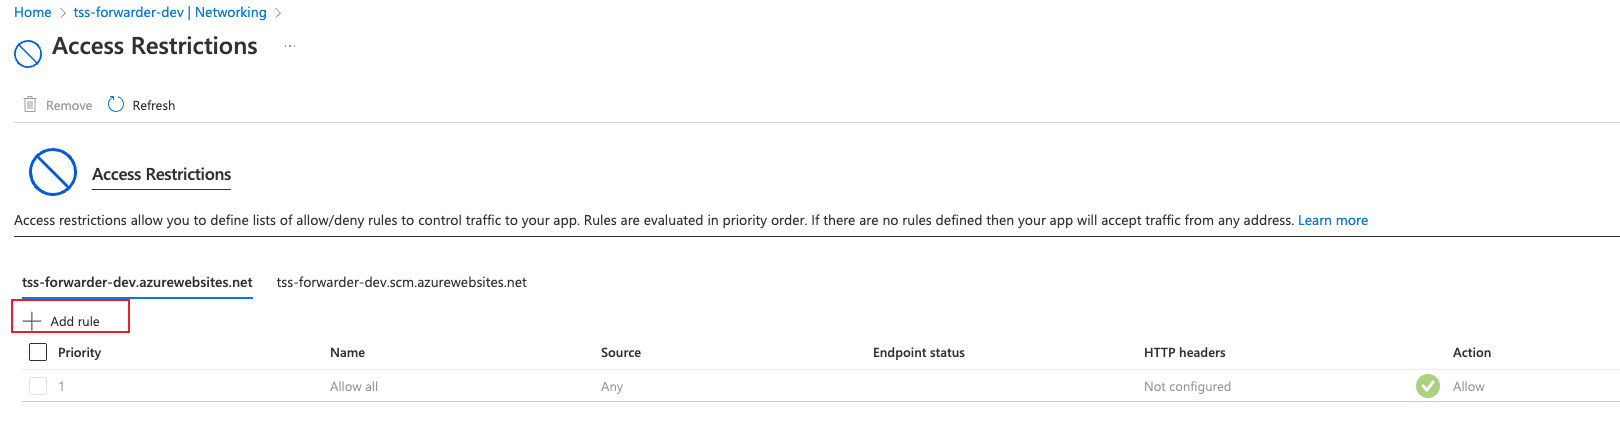 Home > tss-forwarder-dev | Networking >
Access Restrictions ...
Remove Refresh
Access Restrictions
Access restrictions allow you to define lists of allow/deny rules to control traffic to your app. Rules are evaluated in priority order. If there are no rules defined then your app will accept traffic from any address. Learn more
tss-forwarder-dev.azurewebsites.net tss-forwarder-dev.scm.azurewebsites.net
+ Add rule
Priority Name Source Endpoint status HTTP headers Action
1 Allow all Any Not configured Allow